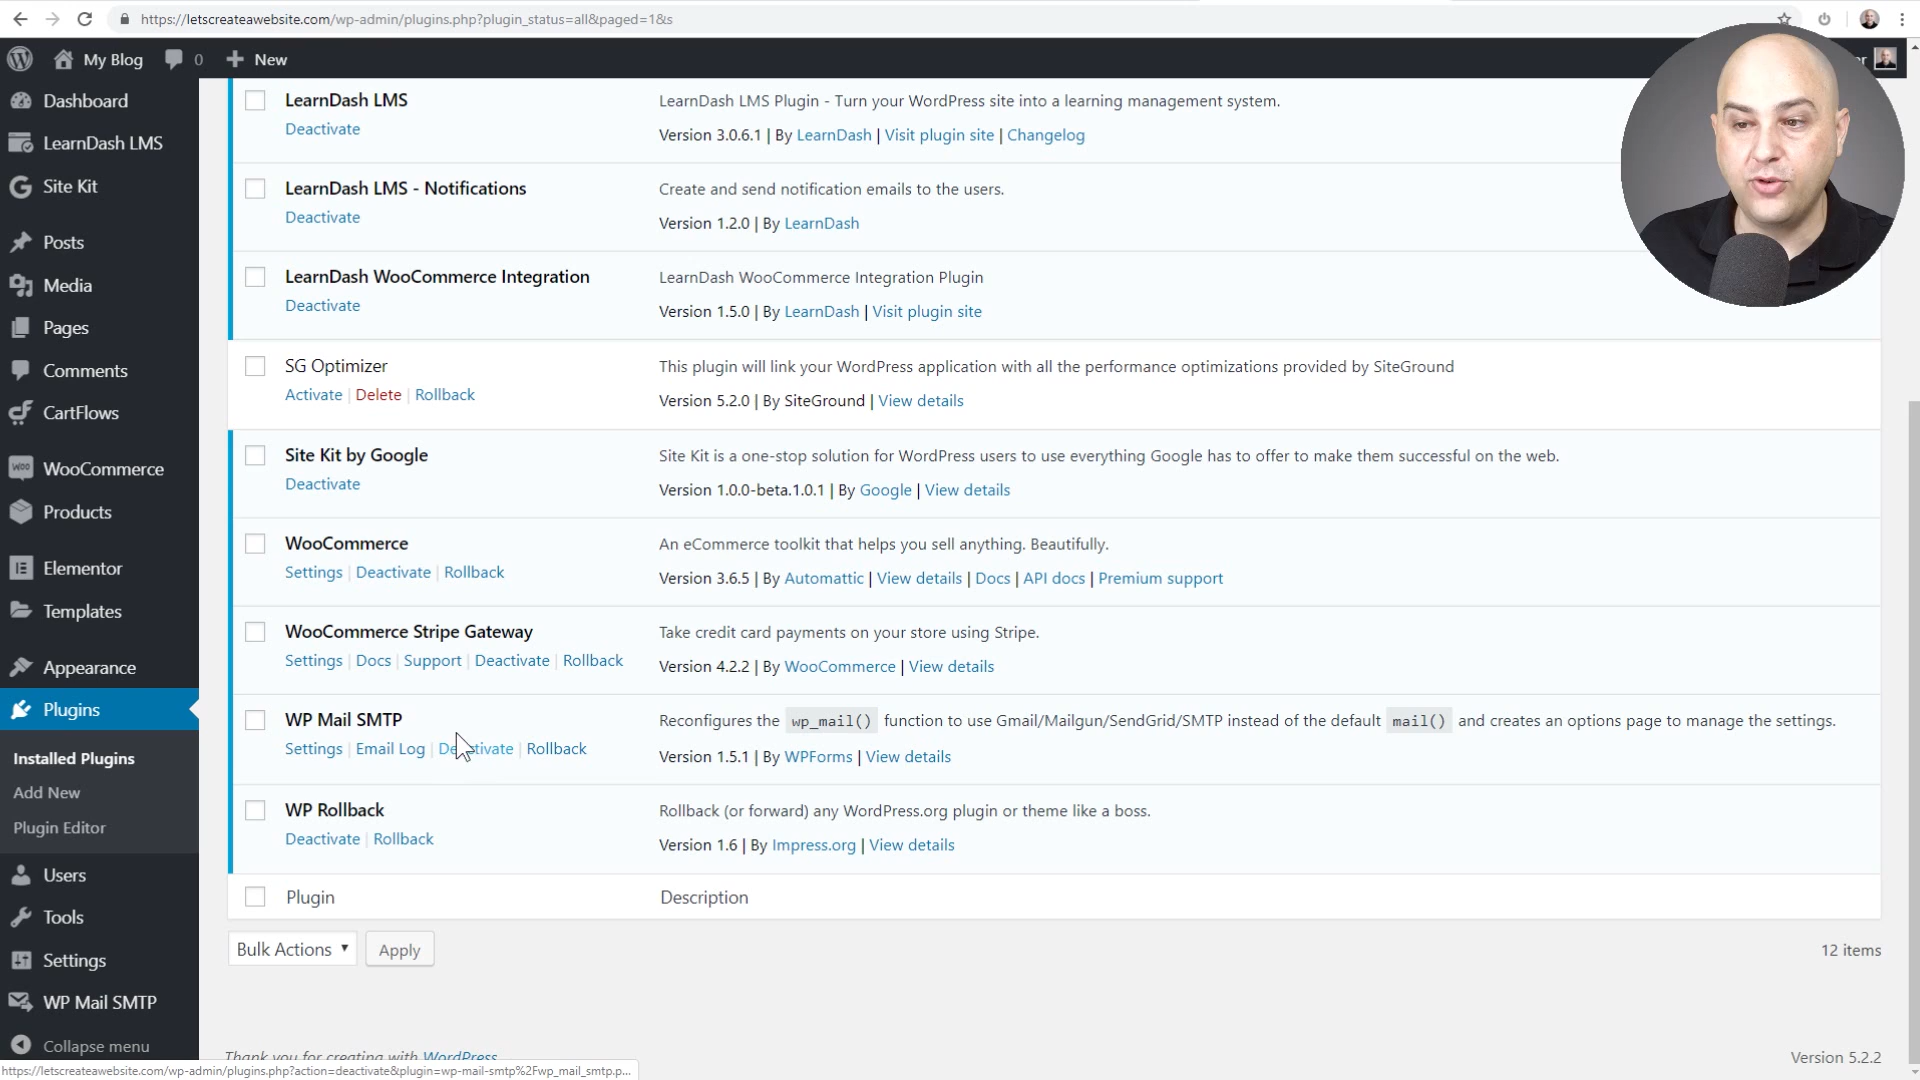 https://letscreateawebsite.com/wp-admin/plugins.php?plugin_status=all&paged=1&s
My Blog 0 + New
Dashboard
LearnDash LMS
Site Kit
Posts
Media
Pages
Comments
CartFlows
WooCommerce
Products
Elementor
Templates
Appearance
Plugins
Installed Plugins
Add New
Plugin Editor
Users
Tools
Settings
WP Mail SMTP
Collapse menu
LearnDash LMS
Deactivate
LearnDash LMS Plugin - Turn your WordPress site into a learning management system.
Version 3.0.6.1 | By LearnDash | Visit plugin site | Changelog
LearnDash LMS - Notifications
Deactivate
Create and send notification emails to the users.
Version 1.2.0 | By LearnDash
LearnDash WooCommerce Integration
Deactivate
LearnDash WooCommerce Integration Plugin
Version 1.5.0 | By LearnDash | Visit plugin site
SG Optimizer
Activate | Delete | Rollback
This plugin will link your WordPress application with all the performance optimizations provided by SiteGround
Version 5.2.0 | By SiteGround | View details
Site Kit by Google
Deactivate
Site Kit is a one-stop solution for WordPress users to use everything Google has to offer to make them successful on the web.
Version 1.0.0-beta.1.0.1 | By Google | View details
WooCommerce
Settings | Deactivate | Rollback
An eCommerce toolkit that helps you sell anything. Beautifully.
Version 3.6.5 | By Automattic | View details | Docs | API docs | Premium support
WooCommerce Stripe Gateway
Settings | Docs | Support | Deactivate | Rollback
Take credit card payments on your store using Stripe.
Version 4.2.2 | By WooCommerce | View details
WP Mail SMTP
Settings | Email Log | Deactivate | Rollback
Reconfigures the wp_mail() function to use Gmail/Mailgun/SendGrid/SMTP instead of the default mail() and creates an options page to manage the settings.
Version 1.5.1 | By WPForms | View details
WP Rollback
Deactivate | Rollback
Rollback (or forward) any WordPress.org plugin or theme like a boss.
Version 1.6 | By Impress.org | View details
Plugin Description
Bulk Actions Apply
12 items
Thank you for creating with WordPress
Version 5.2.2
https://letscreateawebsite.com/wp-admin/plugins.php?action=deactivate&plugin=wp-mail-smtp%2Fwp_mail_smtp.p...